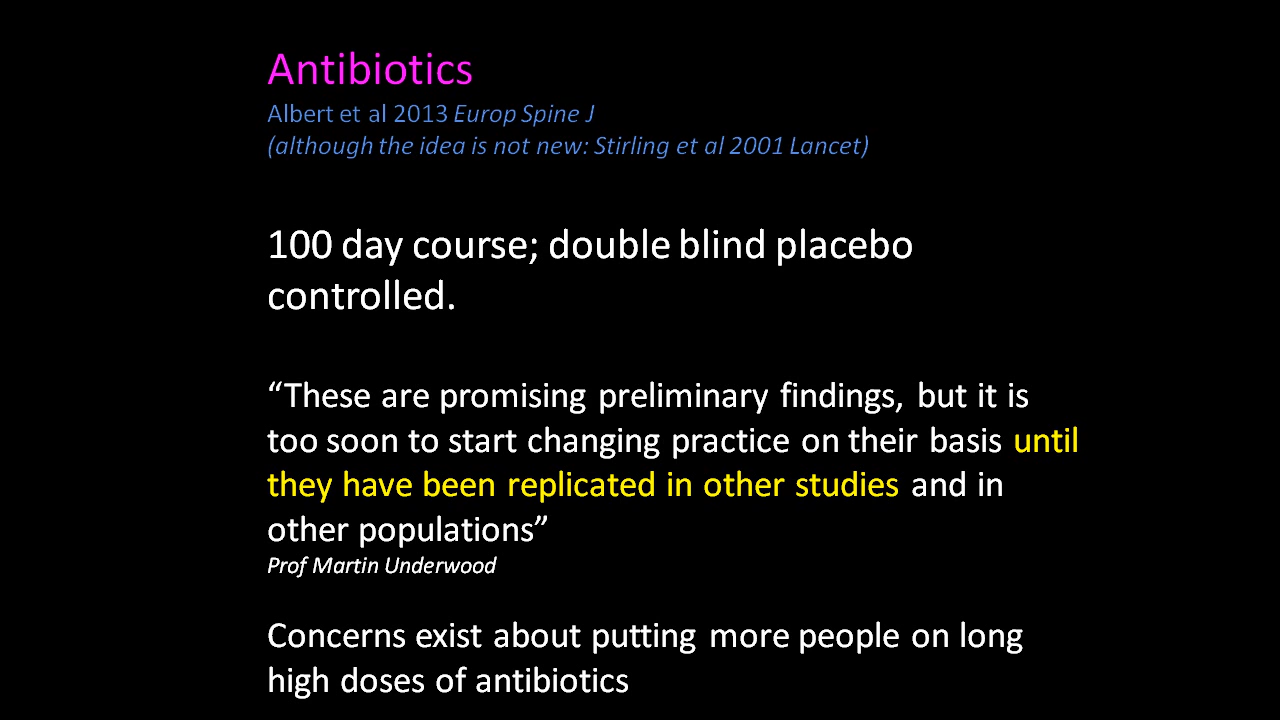 Antibiotics
Albert et al 2013 Europ Spine J
(although the idea is not new: Stirling et al 2001 Lancet)
100 day course; double blind placebo
controlled.
“These are promising preliminary findings, but it is
too soon to start changing practice on their basis until
they have been replicated in other studies and in
other populations”
Prof Martin Underwood
Concerns exist about putting more people on long
high doses of antibiotics